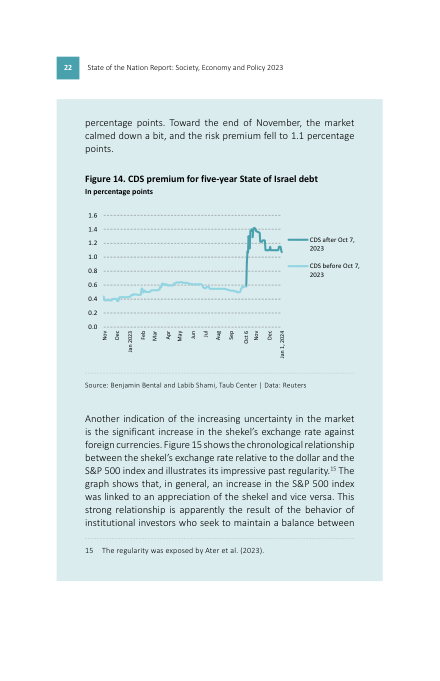 22 State of the Nation Report: Society, Economy and Policy 2023
percentage points. Toward the end of November, the market
calmed down a bit, and the risk premium fell to 1.1 percentage
points.
Figure 14. CDS premium for five-year State of Israel debt
In percentage points
1.6
1.4
1.2
1.0
0.8
0.6
0.4
0.2
0.0
Nov
Dec
Jan 2023
Feb
Mar
Apr
May
Jun
Jul
Aug
Sep
Oct 6
Nov
Dec
Jan 1, 2024
CDS after Oct 7,
2023
CDS before Oct 7,
2023
Source: Benjamin Bental and Labib Shami, Taub Center | Data: Reuters
Another indication of the increasing uncertainty in the market
is the significant increase in the shekel’s exchange rate against
foreign currencies. Figure 15 shows the chronological relationship
between the shekel’s exchange rate relative to the dollar and the
S&P 500 index and illustrates its impressive past regularity.15 The
graph shows that, in general, an increase in the S&P 500 index
was linked to an appreciation of the shekel and vice versa. This
strong relationship is apparently the result of the behavior of
institutional investors who seek to maintain a balance between
15 The regularity was exposed by Ater et al. (2023).